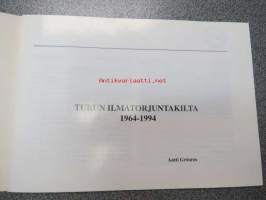 Antikvariaatti.net
TURUN ILMATORJUNTAKILTA
1964-1994
Antti Grönros